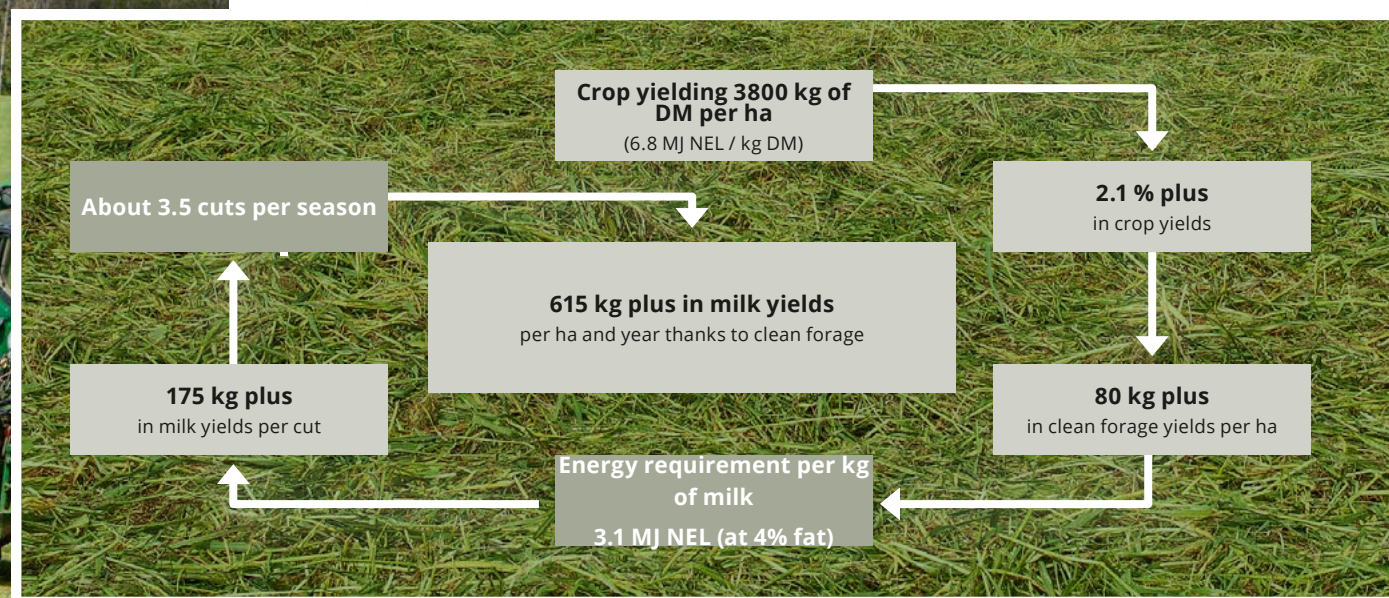 Crop yielding 3800 kg of
DM per ha
(6.8 MJ NEL / kg DM)
2.1 % plus
in crop yields
80 kg plus
in clean forage yields per ha
Energy requirement per kg
of milk
3.1 MJ NEL (at 4% fat)
175 kg plus
in milk yields per cut
About 3.5 cuts per season
615 kg plus in milk yields
per ha and year thanks to clean forage